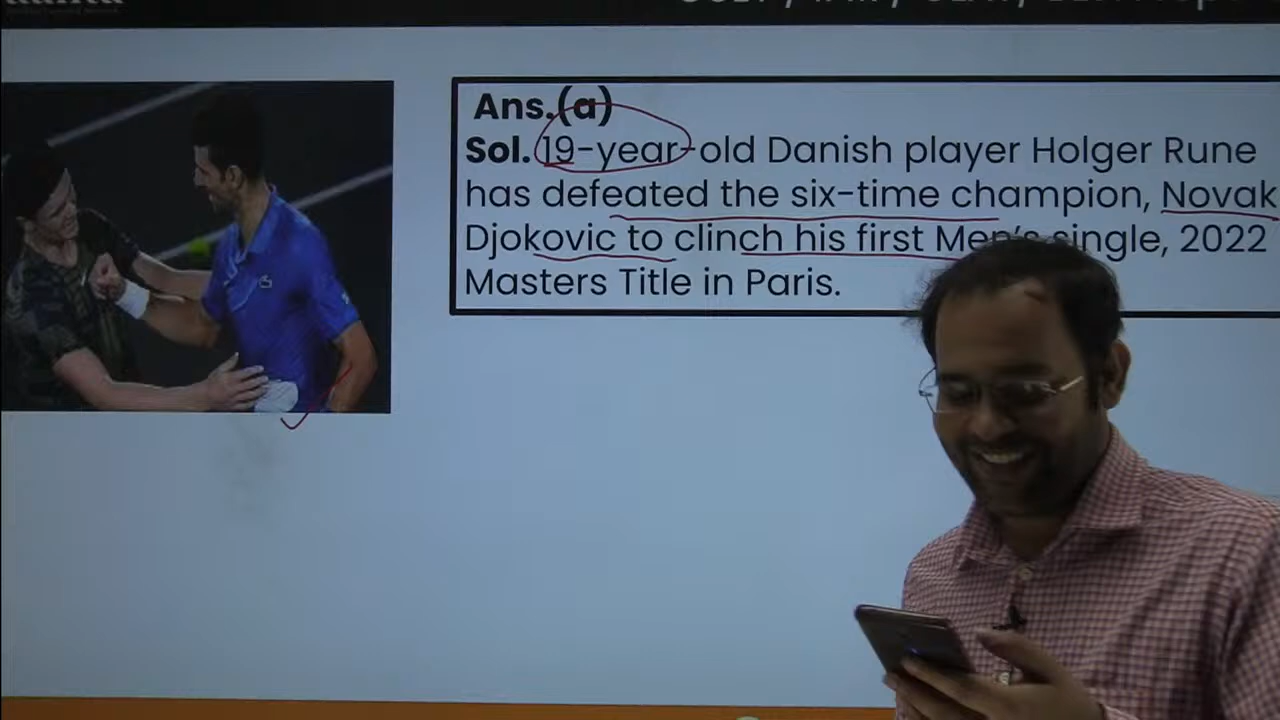 Ans.(a)
Sol. 19-year-old Danish player Holger Rune
has defeated the six-time champion, Novak
Djokovic to clinch his first Men's single, 2022
Masters Title in Paris.